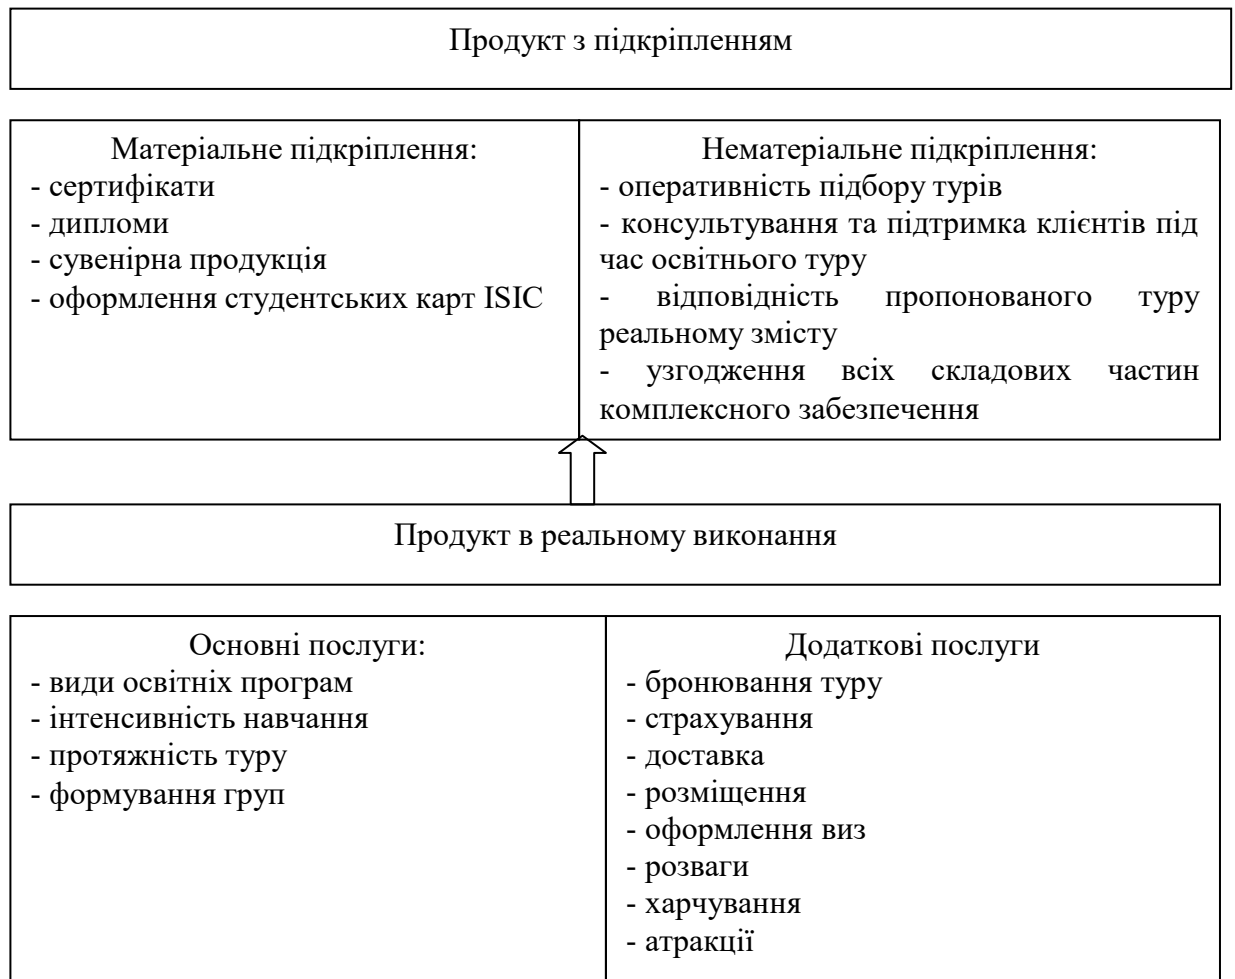 Продукт з підкріпленням
Матеріальне підкріплення:
- сертифікати
- дипломи
- сувенірна продукція
- оформлення студентських карт ISIC
Нематеріальне підкріплення:
- оперативність підбору турів
- консультування та підтримка клієнтів під
час освітнього туру
- відповідність пропонованого туру
реальному змісту
- узгодження всіх складових частин
комплексного забезпечення
Продукт в реальному виконання
Основні послуги:
- види освітніх програм
- інтенсивність навчання
- протяжність туру
- формування груп
Додаткові послуги
- бронювання туру
- страхування
- доставка
- розміщення
- оформлення виз
- розваги
- харчування
- атракції